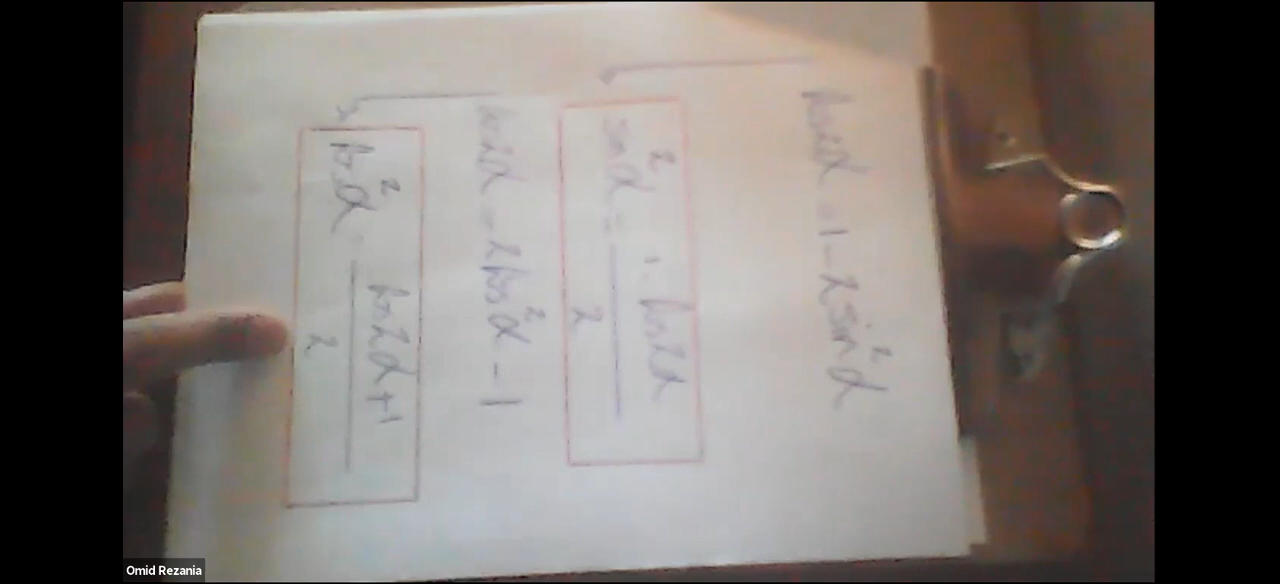 cos2α = 1 - 2sin²α
sin²α = (1 - cos2α) / 2
cos2α = 2cos²α - 1
cos²α = (cos2α + 1) / 2
Omid Rezania